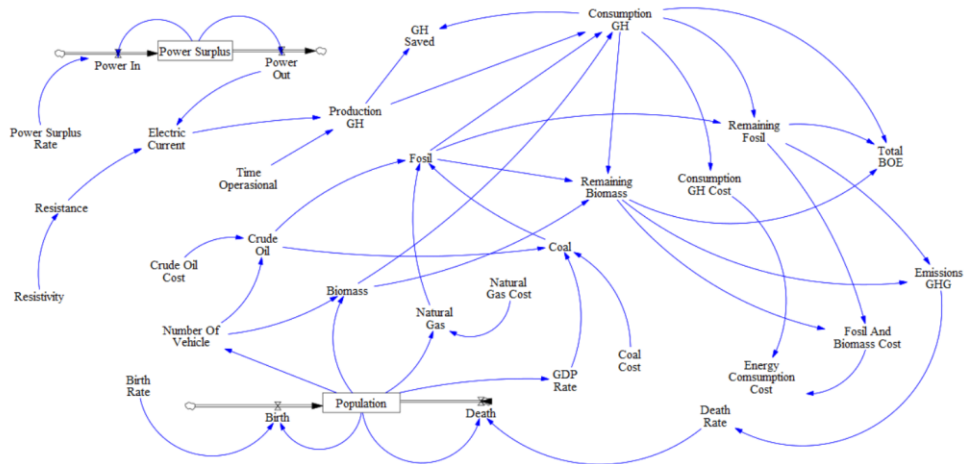 Consumption
GH
GH
Saved
Power Surplus
Power In
Power
Out
Production
GH
Power Surplus
Rate
Electric
Current
Remaining
Fosil
Total
BOE
Fosil
Time
Operasional
Remaining
Biomass
Consumption
GH Cost
Resistance
Crude
Oil
Coal
Crude Oil
Cost
Emissions
GHG
Resistivity
Biomass
Natural
Gas Cost
Natural
Gas
Number Of
Vehicle
Fosil And
Biomass Cost
Coal
Cost
GDP
Rate
Energy
Comsumption
Cost
Birth
Rate
Population
Birth
Death
Death
Rate